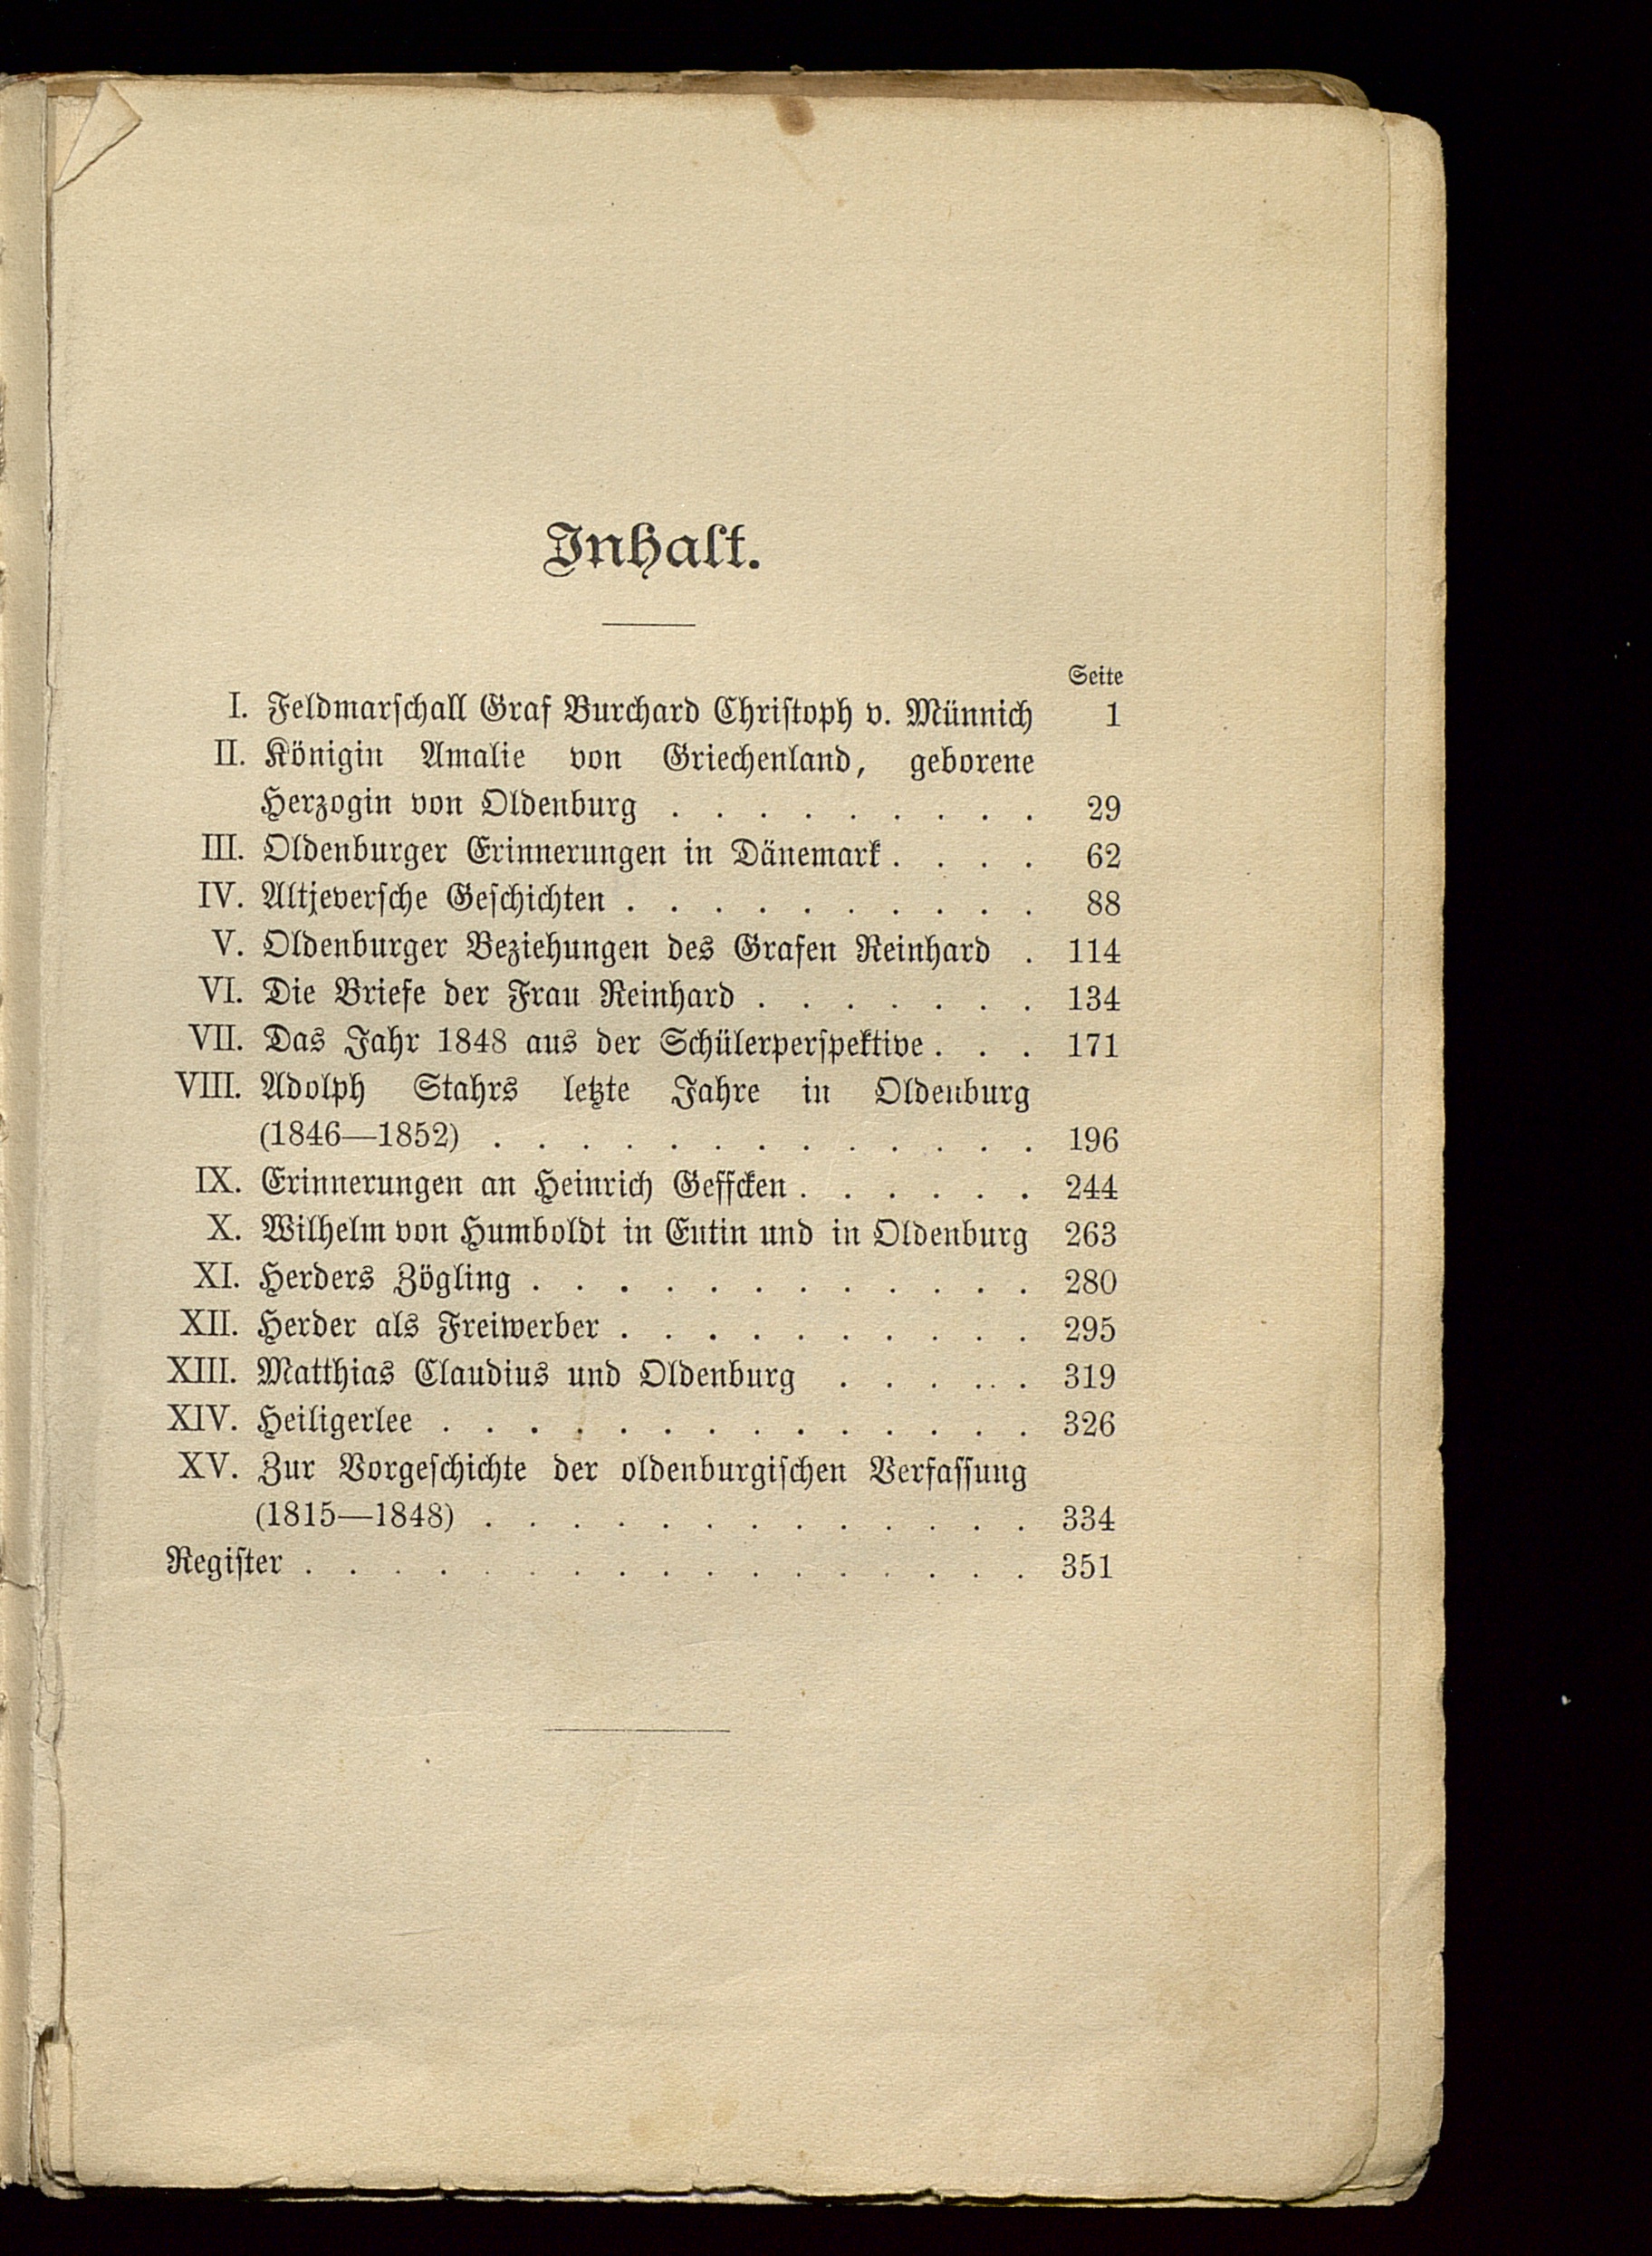 Inhalt.
Seite
I. Feldmarschall Graf Burchard Christoph v. Münnich 1
II. Königin Amalie von Griechenland, geborene
Herzogin von Oldenburg . . . . . . . . . 29
III. Oldenburger Erinnerungen in Dänemark . . . . 62
IV. Altjeversche Geschichten . . . . . . . . . . 88
V. Oldenburger Beziehungen des Grafen Reinhard . 114
VI. Die Briefe der Frau Reinhard . . . . . . . 134
VII. Das Jahr 1848 aus der Schülerperspektive . . . 171
VIII. Adolph Stahrs letzte Jahre in Oldenburg
(1846—1852) . . . . . . . . . . . . . 196
IX. Erinnerungen an Heinrich Geffcken . . . . . . 244
X. Wilhelm von Humboldt in Eutin und in Oldenburg 263
XI. Herders Zögling . . . . . . . . . . . . 280
XII. Herder als Freiwerber . . . . . . . . . . 295
XIII. Matthias Claudius und Oldenburg . . . . . 319
XIV. Heiligerlee . . . . . . . . . . . . . . 326
XV. Zur Vorgeschichte der oldenburgischen Verfassung
(1815—1848) . . . . . . . . . . . . . 334
Register . . . . . . . . . . . . . . . . . 351